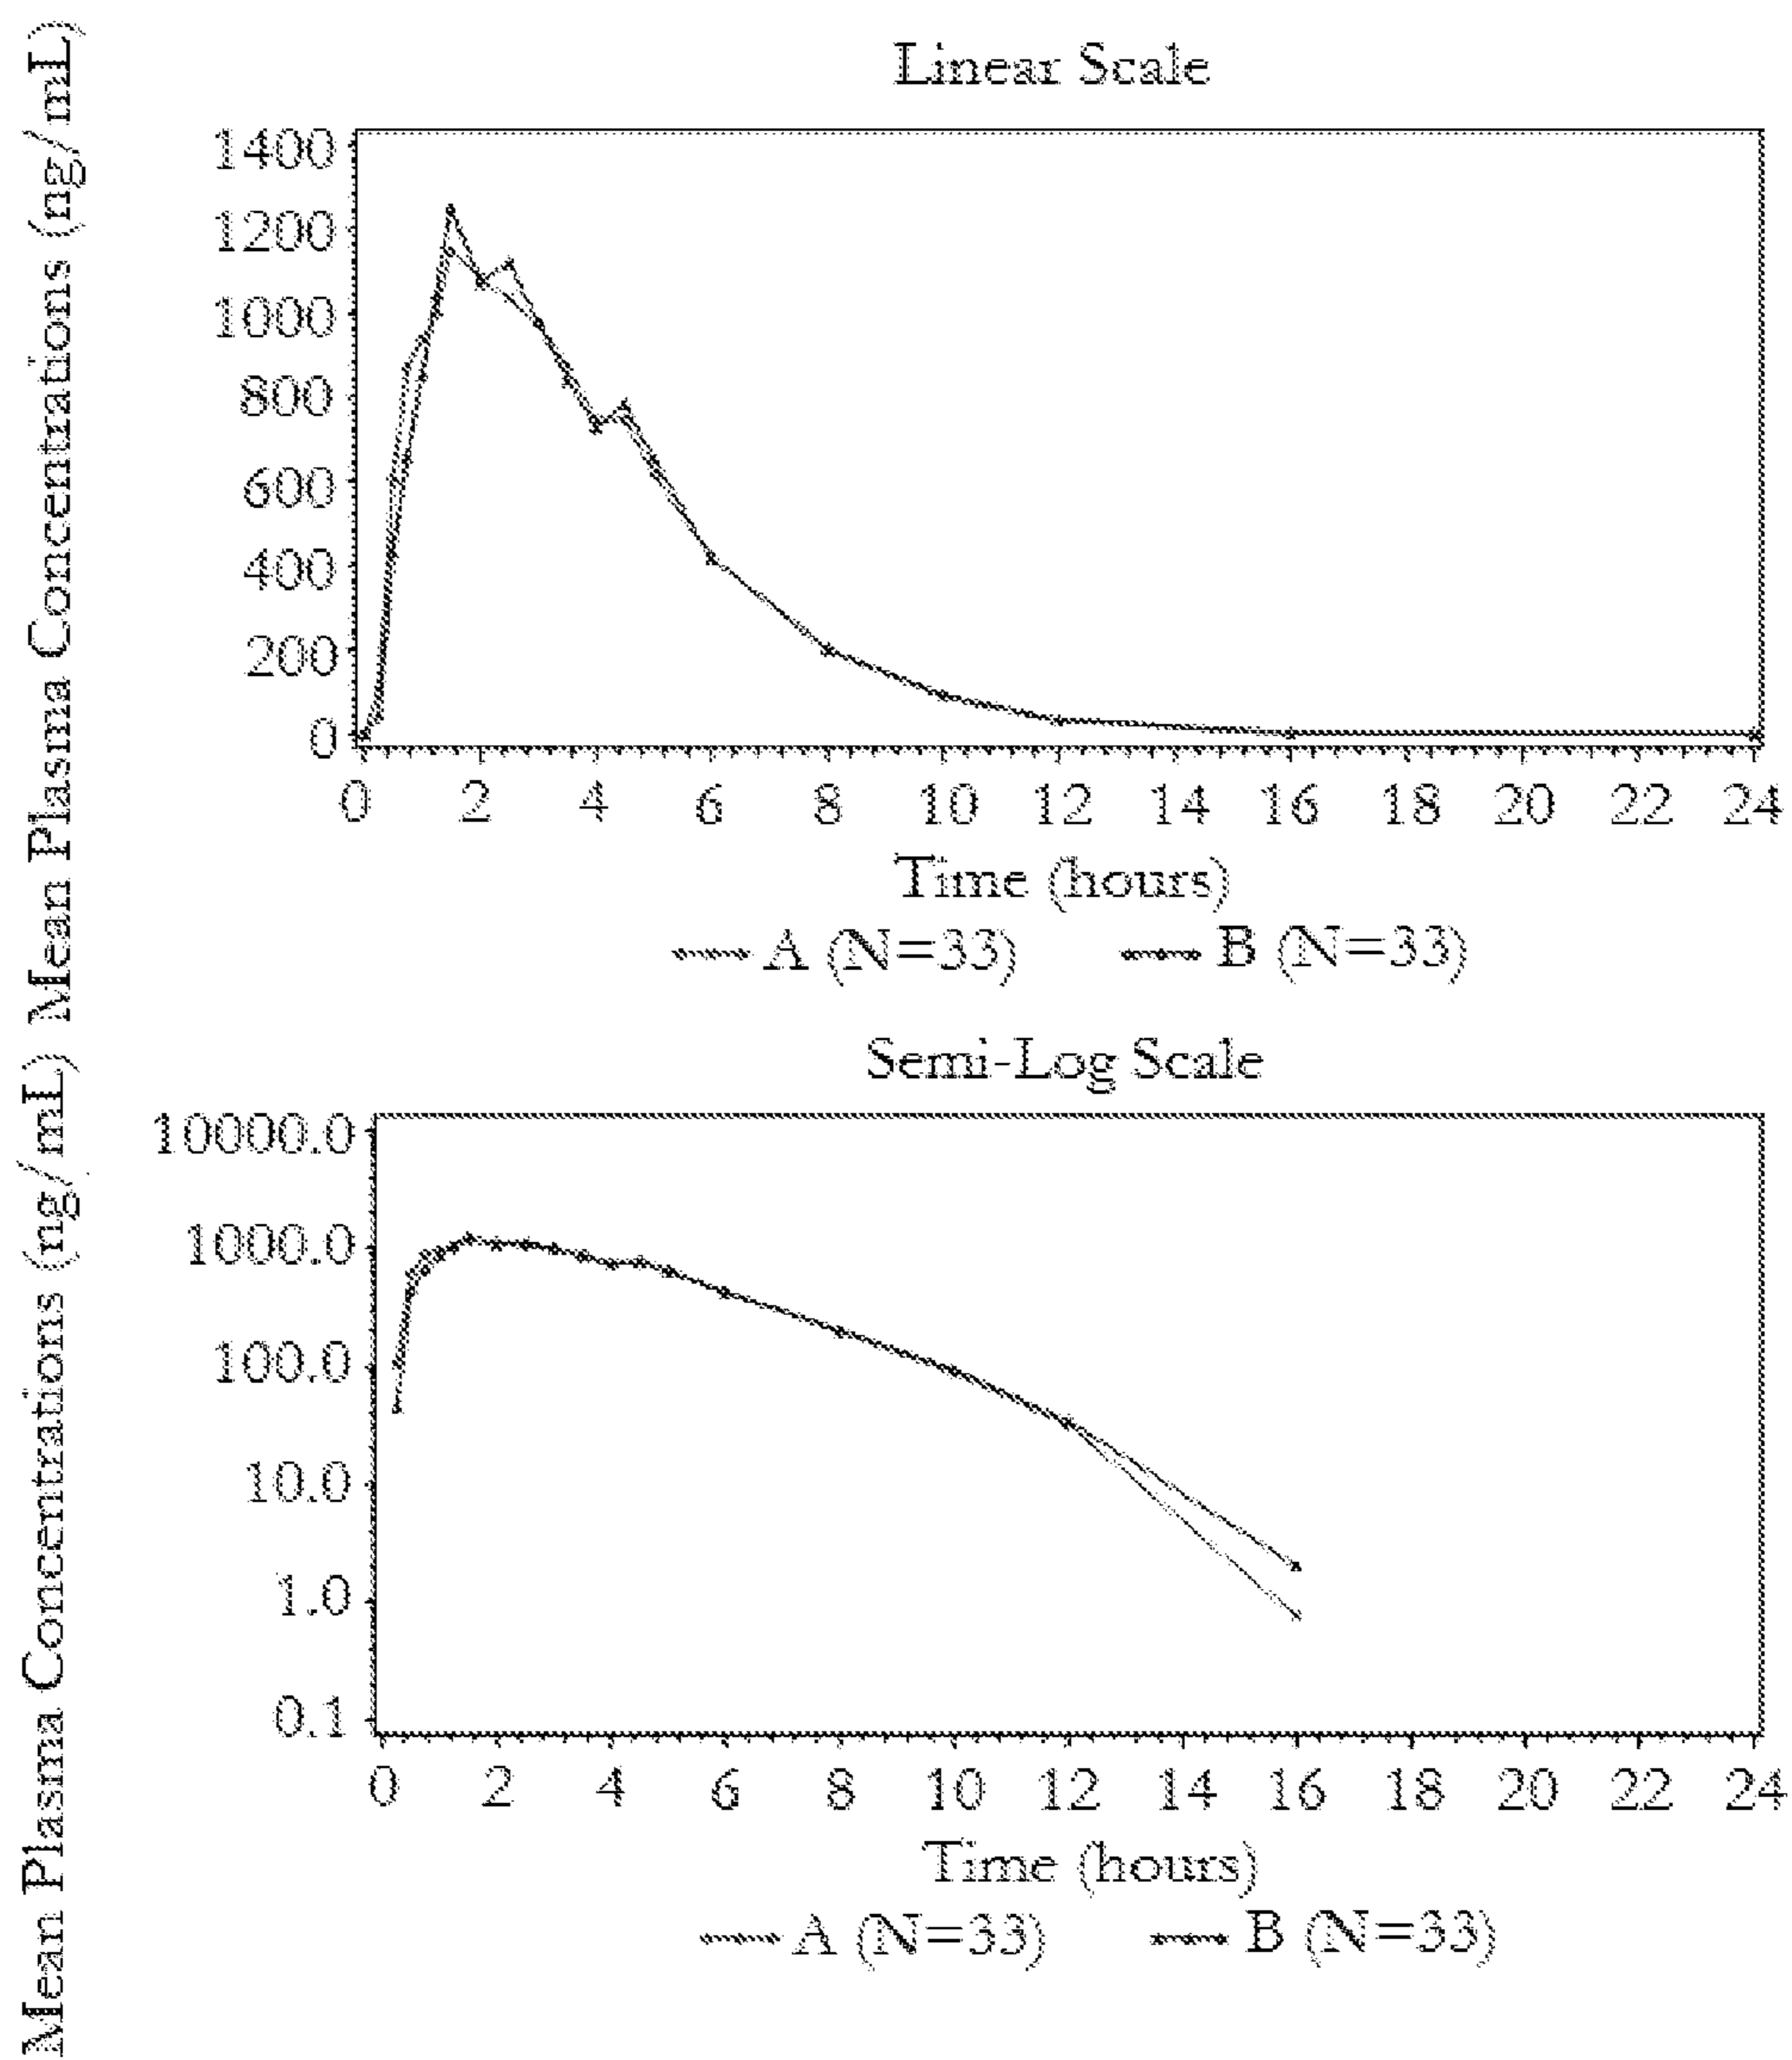 Linear Scale
Mean Plasma Concentrations (ng/mL)
1400
1200
1000
800
600
400
200
0
0 2 4 6 8 10 12 14 16 18 20 22 24
Time (hours)
A (N=33) B (N=33)
Semi-Log Scale
Mean Plasma Concentrations (ng/mL)
10000.0
1000.0
100.0
10.0
1.0
0.1
0 2 4 6 8 10 12 14 16 18 20 22 24
Time (hours)
A (N=33) B (N=33)